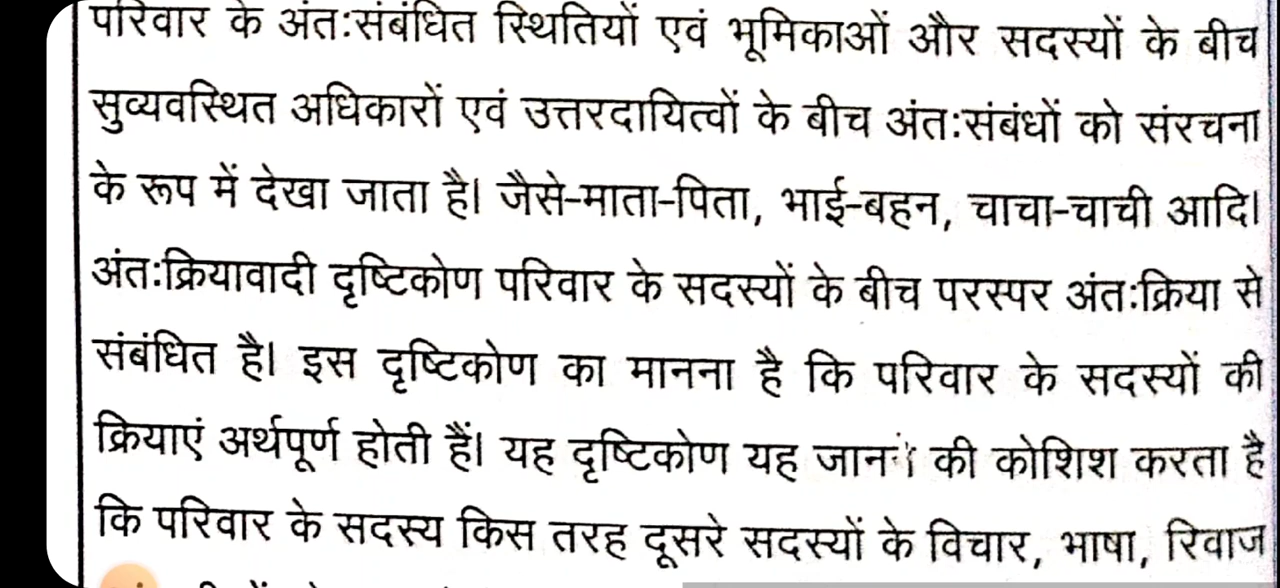 परिवार के अंत:संबंधित स्थितियों एवं भूमिकाओं और सदस्यों के बीच
सुव्यवस्थित अधिकारों एवं उत्तरदायित्वों के बीच अंत:संबंधों को संरचना
के रूप में देखा जाता है। जैसे-माता-पिता, भाई-बहन, चाचा-चाची आदि।
अंत:क्रियावादी दृष्टिकोण परिवार के सदस्यों के बीच परस्पर अंत:क्रिया से
संबंधित है। इस दृष्टिकोण का मानना है कि परिवार के सदस्यों की
क्रियाएं अर्थपूर्ण होती हैं। यह दृष्टिकोण यह की कोशिश करता है
कि परिवार के सदस्य किस तरह दूसरे सदस्यों के विचार, भाषा, रिवाज